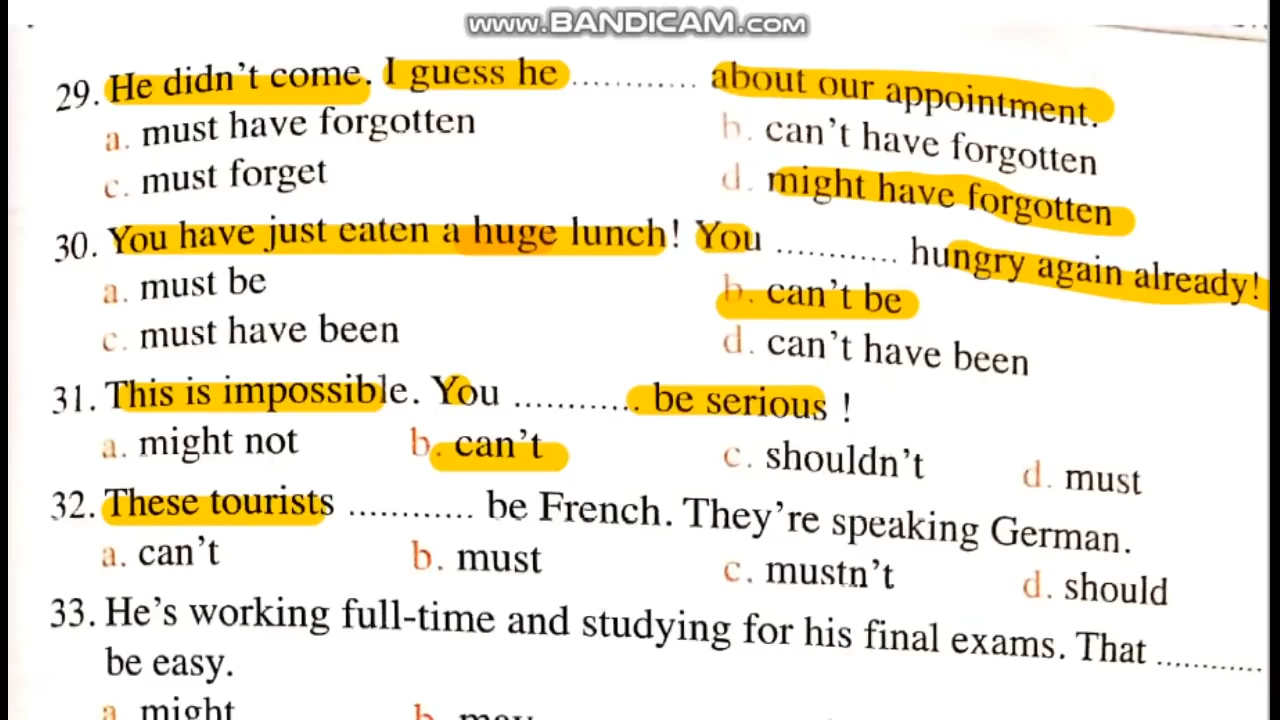 www.BANDICAM.com
29. He didn't come. I guess he ............ about our appointment.
a. must have forgotten b. can't have forgotten
c. must forget d. might have forgotten
30. You have just eaten a huge lunch! You ............ hungry again already!
a. must be b. can't be
c. must have been d. can't have been
31. This is impossible. You ............ be serious !
a. might not b. can't c. shouldn't d. must
32. These tourists ............ be French. They're speaking German.
a. can't b. must c. mustn't d. should
33. He's working full-time and studying for his final exams. That ............
be easy.
a. might b. may